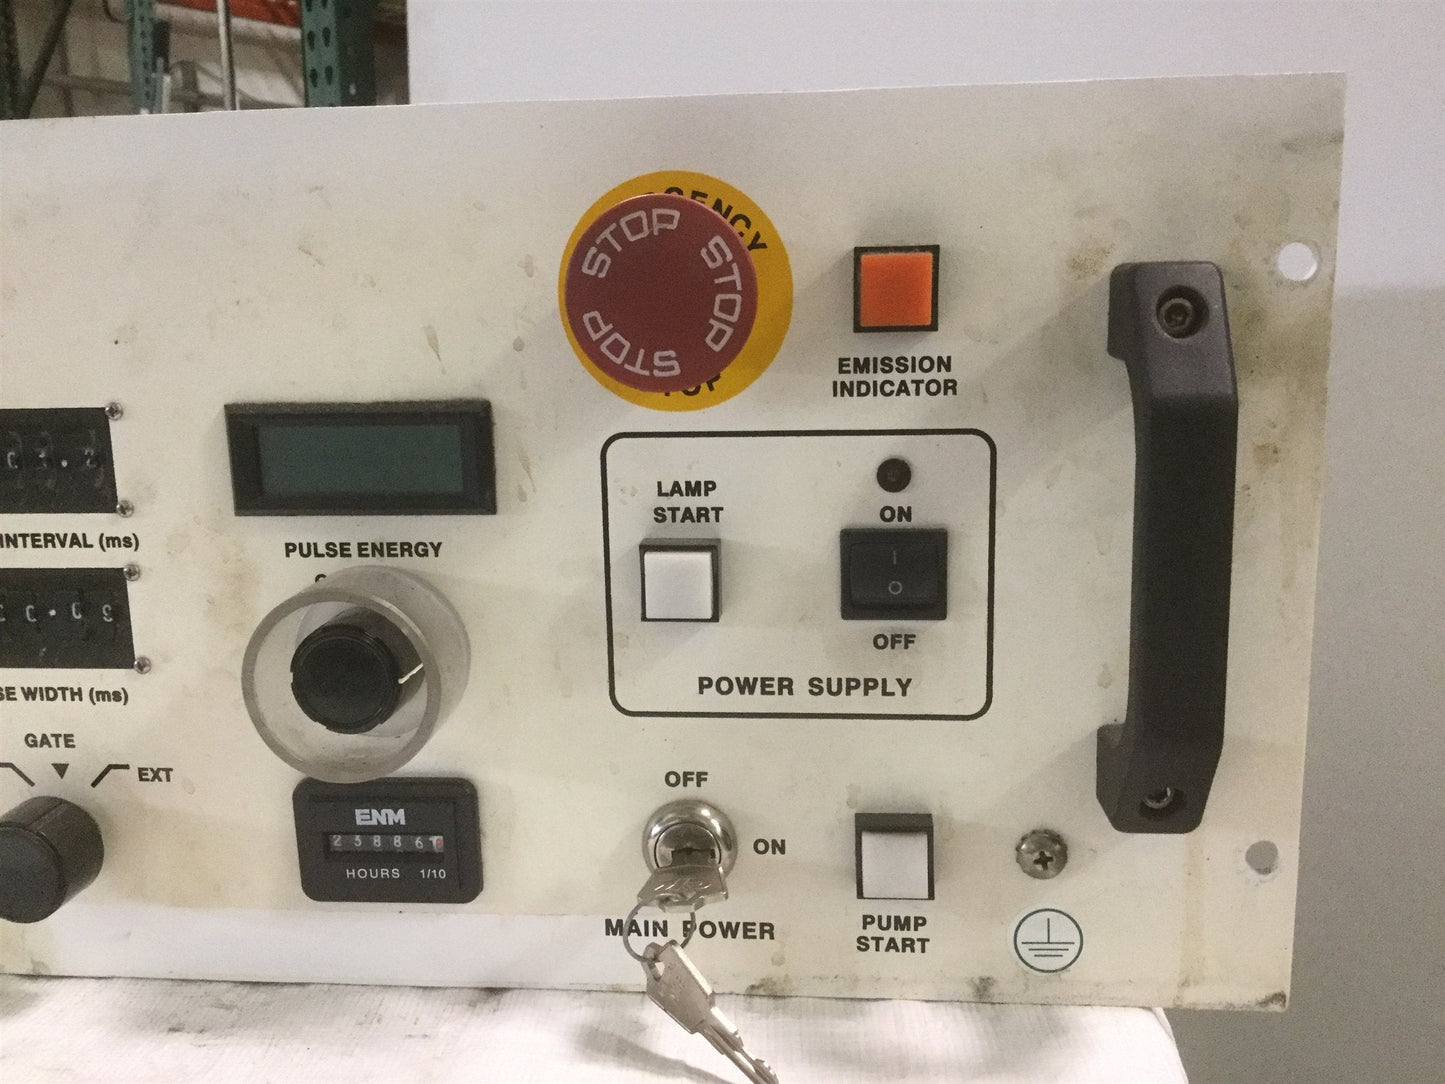 STOP STOP STOP STOP
EMISSION
INDICATOR
INTERVAL (ms)
PULSE ENERGY
LAMP
START
ON
I
O
OFF
POWER SUPPLY
WIDTH (ms)
GATE
EXT
ENM
HOURS 1/10
OFF
ON
MAIN POWER
PUMP
START